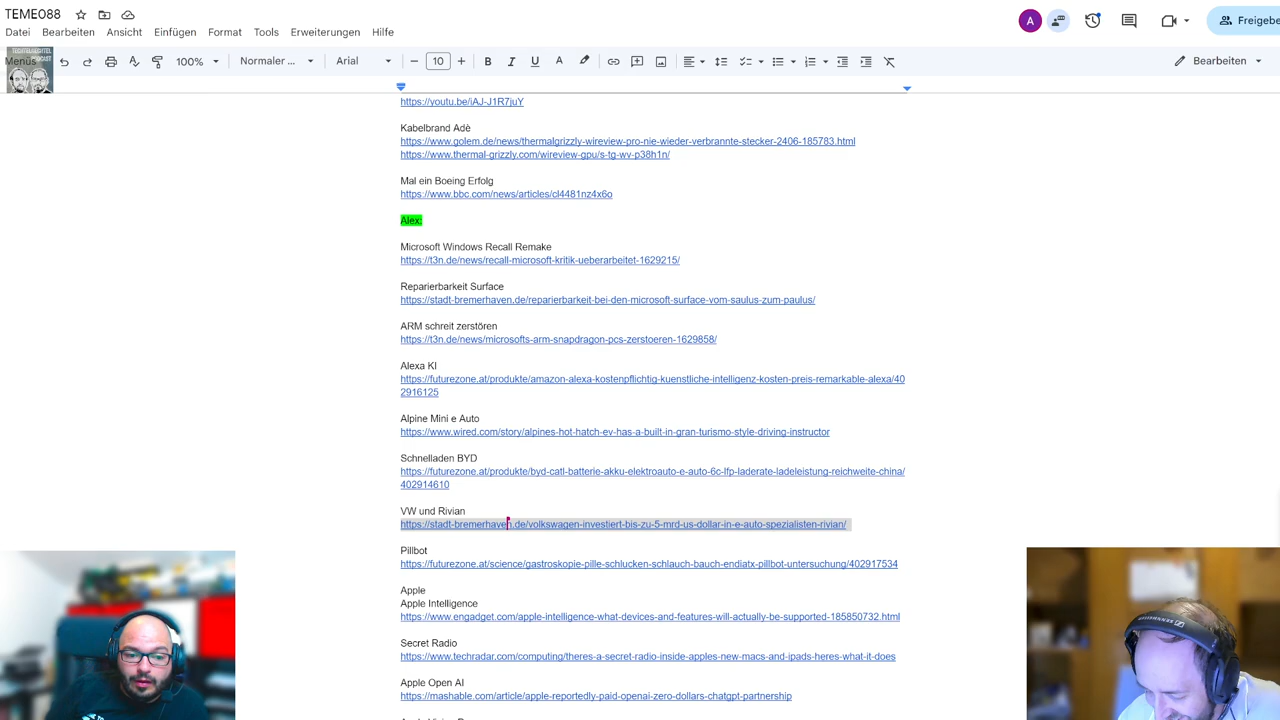 TEME088
Datei Bearbeiten Ansicht Einfügen Format Tools Erweiterungen Hilfe
A
Freigebe
Menüs
100% Normaler ... Arial 10 Bearbeiten
https://youtu.be/iAJ-J1R7juY
Kabelbrand Adè
https://www.golem.de/news/thermalgrizzly-wireview-pro-nie-wieder-verbrannte-stecker-2406-185783.html
https://www.thermal-grizzly.com/wireview-gpu/s-tg-wv-p38h1n/
Mal ein Boeing Erfolg
https://www.bbc.com/news/articles/cl4481nz4x6o
Alex:
Microsoft Windows Recall Remake
https://t3n.de/news/recall-microsoft-kritik-ueberarbeitet-1629215/
Reparierbarkeit Surface
https://stadt-bremerhaven.de/reparierbarkeit-bei-den-microsoft-surface-vom-saulus-zum-paulus/
ARM schreit zerstören
https://t3n.de/news/microsofts-arm-snapdragon-pcs-zerstoeren-1629858/
Alexa KI
https://futurezone.at/produkte/amazon-alexa-kostenpflichtig-kuenstliche-intelligenz-kosten-preis-remarkable-alexa/40
2916125
Alpine Mini e Auto
https://www.wired.com/story/alpines-hot-hatch-ev-has-a-built-in-gran-turismo-style-driving-instructor
Schnelladen BYD
https://futurezone.at/produkte/byd-catl-batterie-akku-elektroauto-e-auto-6c-lfp-laderate-ladeleistung-reichweite-china/
402914610
VW und Rivian
https://stadt-bremerhaven.de/volkswagen-investiert-bis-zu-5-mrd-us-dollar-in-e-auto-spezialisten-rivian/
Pillbot
https://futurezone.at/science/gastroskopie-pille-schlucken-schlauch-bauch-endiatx-pillbot-untersuchung/402917534
Apple
Apple Intelligence
https://www.engadget.com/apple-intelligence-what-devices-and-features-will-actually-be-supported-185850732.html
Secret Radio
https://www.techradar.com/computing/theres-a-secret-radio-inside-apples-new-macs-and-ipads-heres-what-it-does
Apple Open AI
https://mashable.com/article/apple-reportedly-paid-openai-zero-dollars-chatgpt-partnership
SENNHEISER